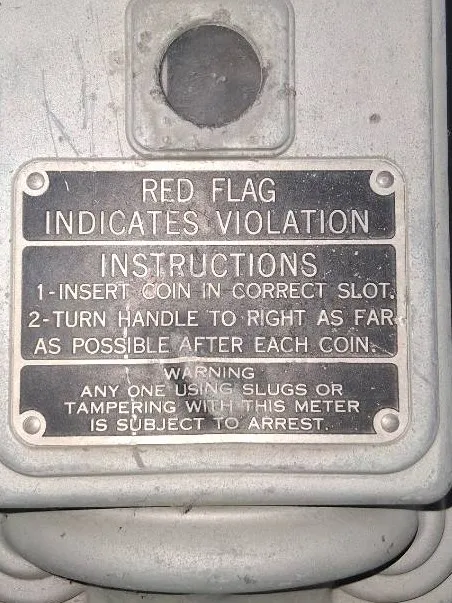 RED FLAG
INDICATES VIOLATION
INSTRUCTIONS
1-INSERT COIN IN CORRECT SLOT.
2-TURN HANDLE TO RIGHT AS FAR
AS POSSIBLE AFTER EACH COIN.
WARNING
ANY ONE USING SLUGS OR
TAMPERING WITH THIS METER
IS SUBJECT TO ARREST.